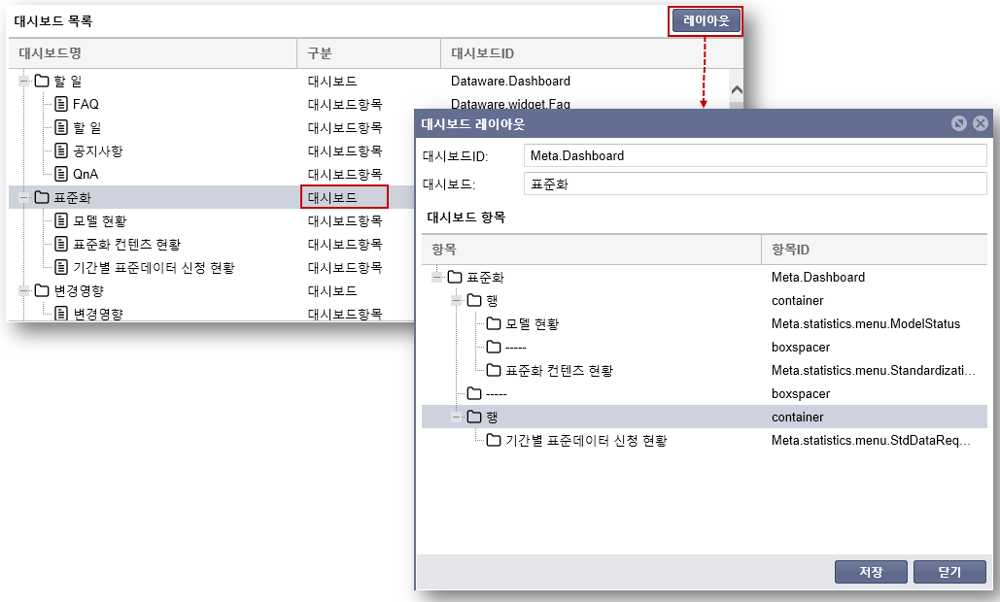 대시보드 목록
레이아웃
대시보드명 구분 대시보드ID
할 일 대시보드 Dataware.Dashboard
FAQ 대시보드항목 Dataware.widget.Faq
할 일 대시보드항목
공지사항 대시보드항목
QnA 대시보드항목
표준화 대시보드
모델 현황 대시보드항목
표준화 컨텐츠 현황 대시보드항목
기간별 표준데이터 신청 현황 대시보드항목
변경영향 대시보드
변경영향 대시보드항목
대시보드 레이아웃
대시보드ID: Meta.Dashboard
대시보드: 표준화
대시보드 항목
항목 항목ID
표준화 Meta.Dashboard
행 container
모델 현황 Meta.statistics.menu.ModelStatus
----- boxspacer
표준화 컨텐츠 현황 Meta.statistics.menu.Standardizati...
----- boxspacer
행 container
기간별 표준데이터 신청 현황 Meta.statistics.menu.StdDataReq...
저장 닫기